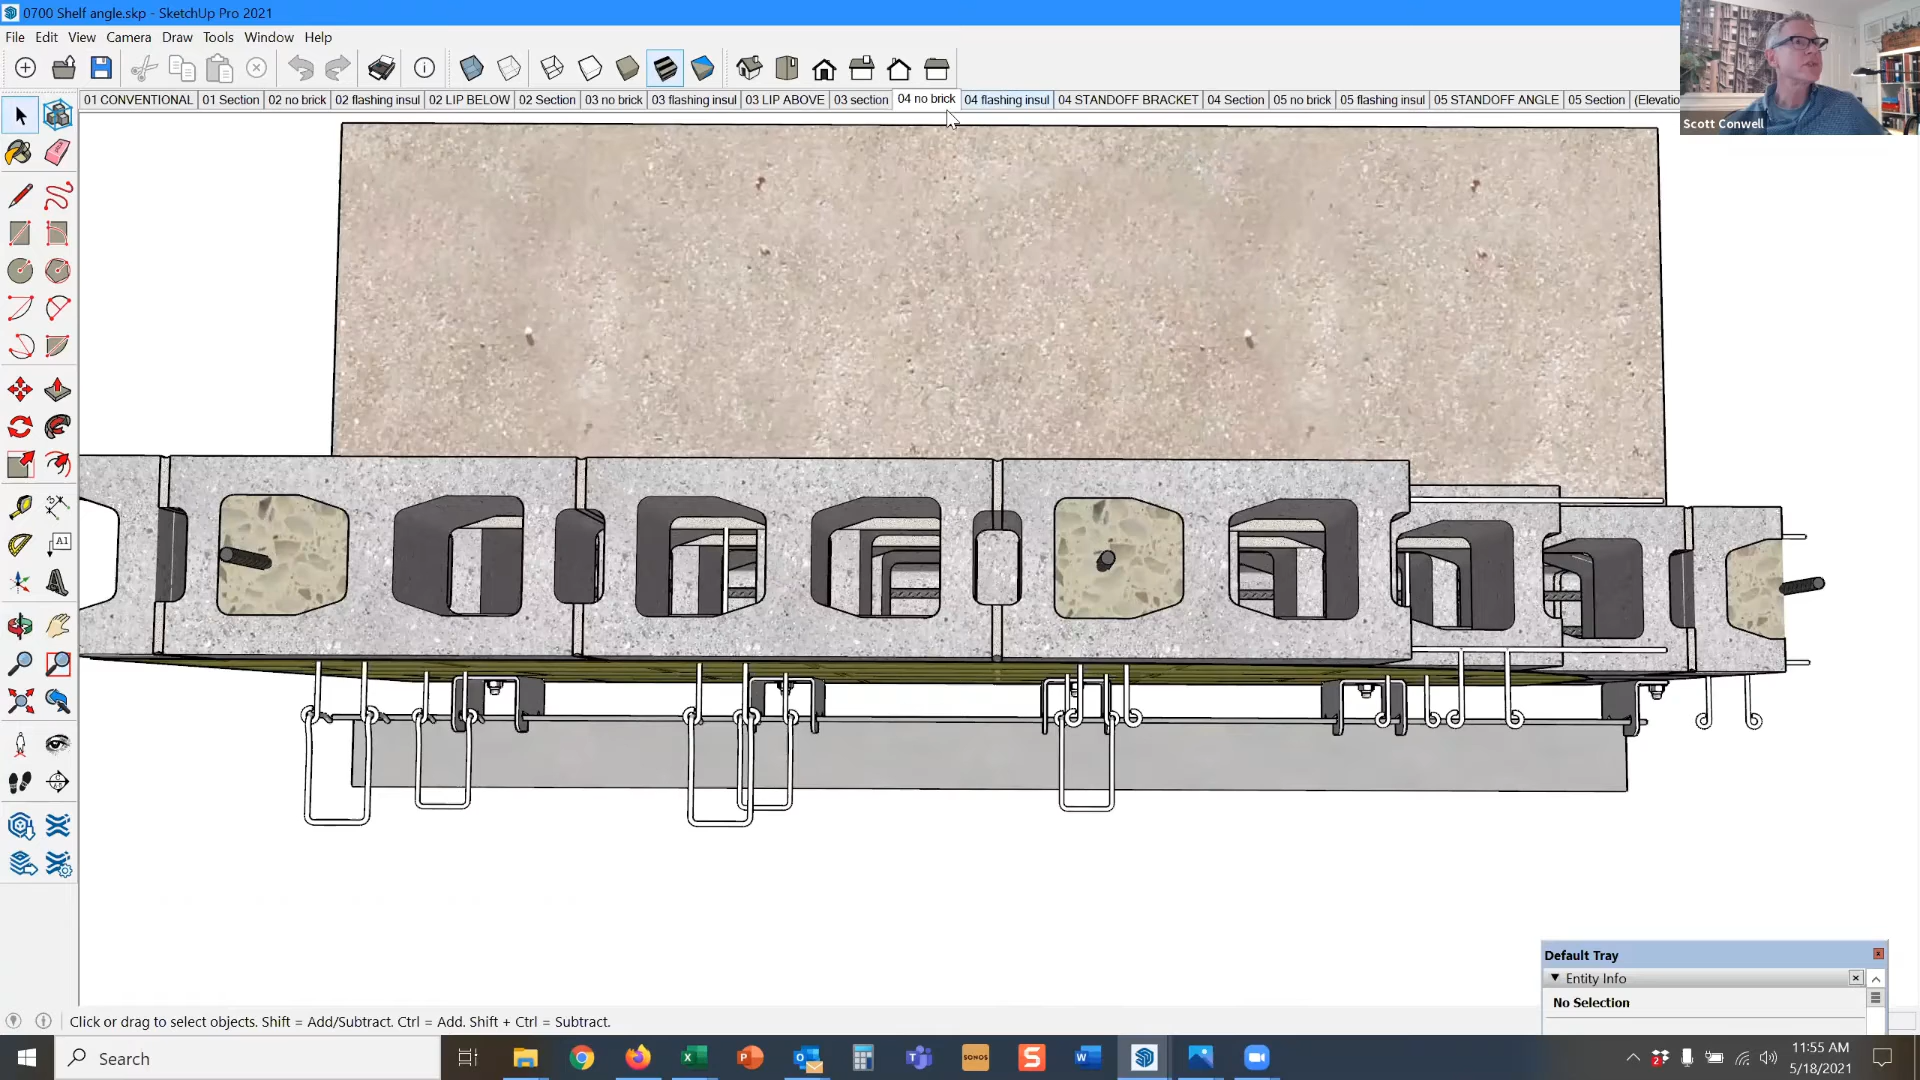 0700 Shelf angle.skp - SketchUp Pro 2021
File Edit View Camera Draw Tools Window Help
01 CONVENTIONAL 01 Section 02 no brick 02 flashing insul 02 LIP BELOW 02 Section 03 no brick 03 flashing insul 03 LIP ABOVE 03 section 04 no brick 04 flashing insul 04 STANDOFF BRACKET 04 Section 05 no brick 05 flashing insul 05 STANDOFF ANGLE 05 Section (Elevatio
Scott Conwell
A1
Default Tray
Entity Info
No Selection
Click or drag to select objects. Shift = Add/Subtract. Ctrl = Add. Shift + Ctrl = Subtract.
Search
SONOS
2
11:55 AM
5/18/2021